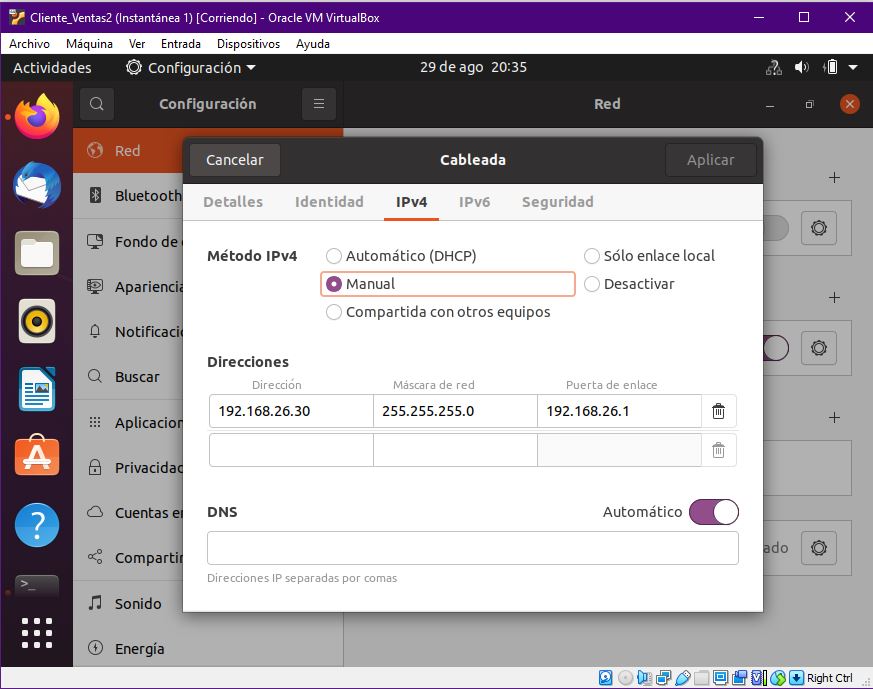 Cliente_Ventas2 (Instantánea 1) [Corriendo] - Oracle VM VirtualBox
Archivo Máquina Ver Entrada Dispositivos Ayuda
Actividades Configuración 29 de ago 20:35
Configuración Red
Red
Bluetooth
Fondo de
Apariencia
Notificacio
Buscar
Aplicacion
Privacidad
Cuentas e
Compartir
Sonido
Energía
Cancelar Cableada Aplicar
Detalles Identidad IPv4 IPv6 Seguridad
Método IPv4 Automático (DHCP) Sólo enlace local
Manual Desactivar
Compartida con otros equipos
Direcciones
Dirección Máscara de red Puerta de enlace
192.168.26.30 255.255.255.0 192.168.26.1
DNS Automático
Direcciones IP separadas por comas
ado
Right Ctrl